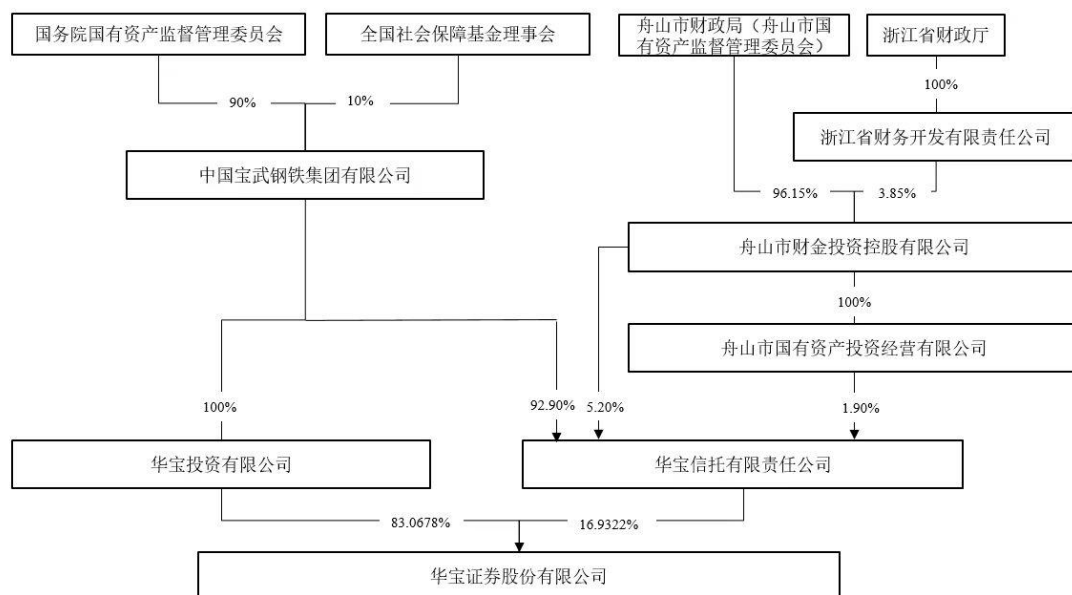 国务院国有资产监督管理委员会
全国社会保障基金理事会
舟山市财政局（舟山市国
有资产监督管理委员会）
浙江省财政厅
90%
10%
100%
浙江省财务开发有限责任公司
中国宝武钢铁集团有限公司
96.15%
3.85%
舟山市财金投资控股有限公司
100%
舟山市国有资产投资经营有限公司
100%
92.90%
5.20%
1.90%
华宝投资有限公司
华宝信托有限责任公司
83.0678%
16.9322%
华宝证券股份有限公司